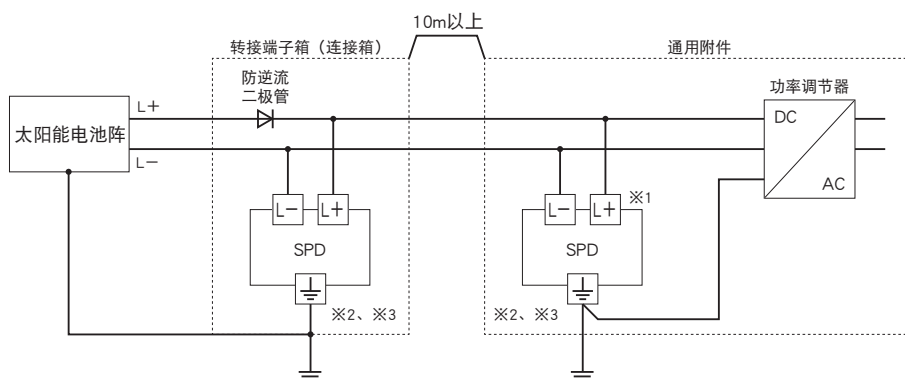 10m以上
转接端子箱（连接箱）
通用附件
防逆流
二极管
功率调节器
L+
DC
太阳能电池阵
L−
AC
L−
L+
L−
L+
※1
SPD
SPD
※2、※3
※2、※3